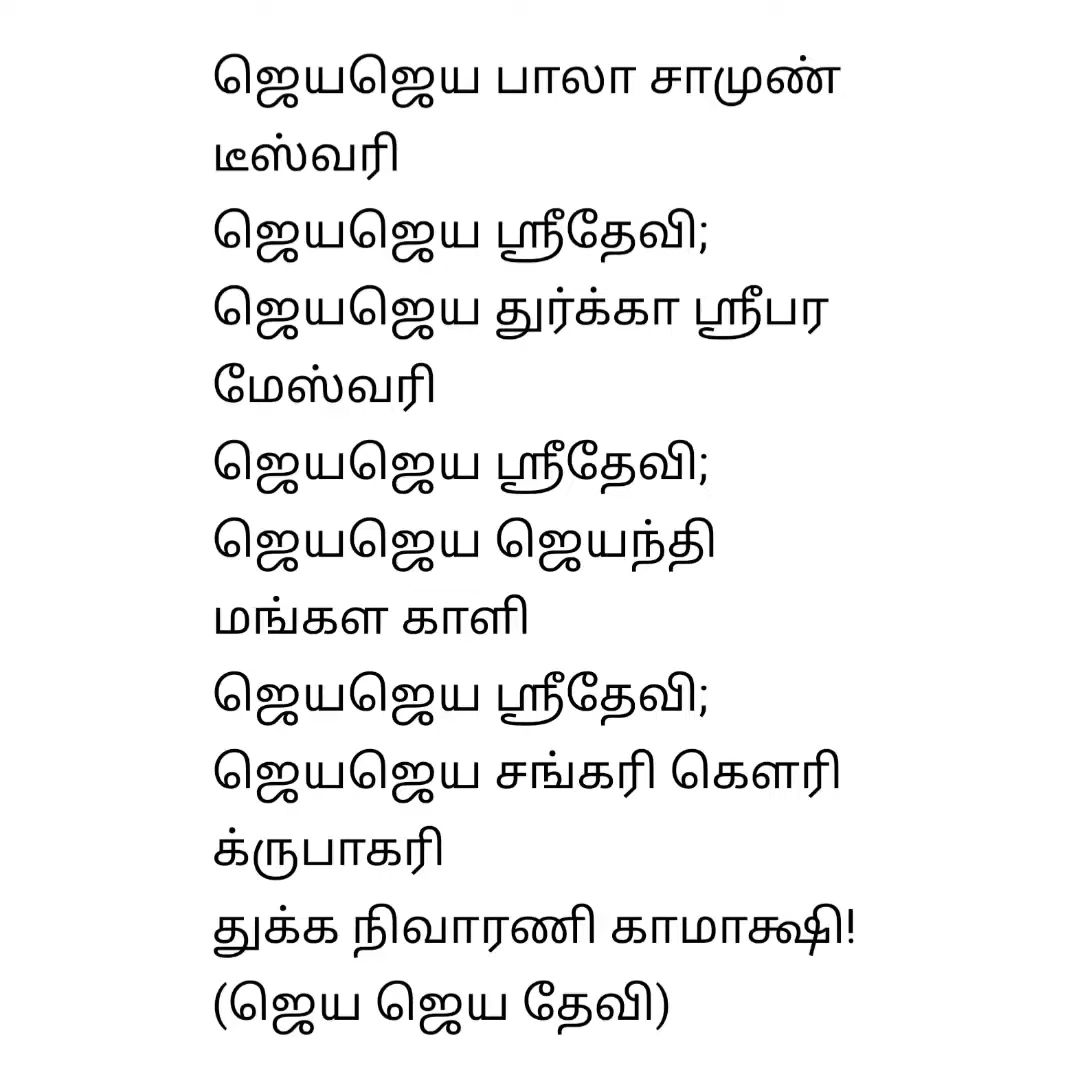 ஜெயஜெய பாலா சாமுண்
டீஸ்வரி
ஜெயஜெய ஸ்ரீதேவி;
ஜெயஜெய துர்க்கா ஸ்ரீபர
மேஸ்வரி
ஜெயஜெய ஸ்ரீதேவி;
ஜெயஜெய ஜெயந்தி
மங்கள காளி
ஜெயஜெய ஸ்ரீதேவி;
ஜெயஜெய சங்கரி கௌரி
க்ருபாகரி
துக்க நிவாரணி காமாக்ஷி!
(ஜெய ஜெய தேவி)